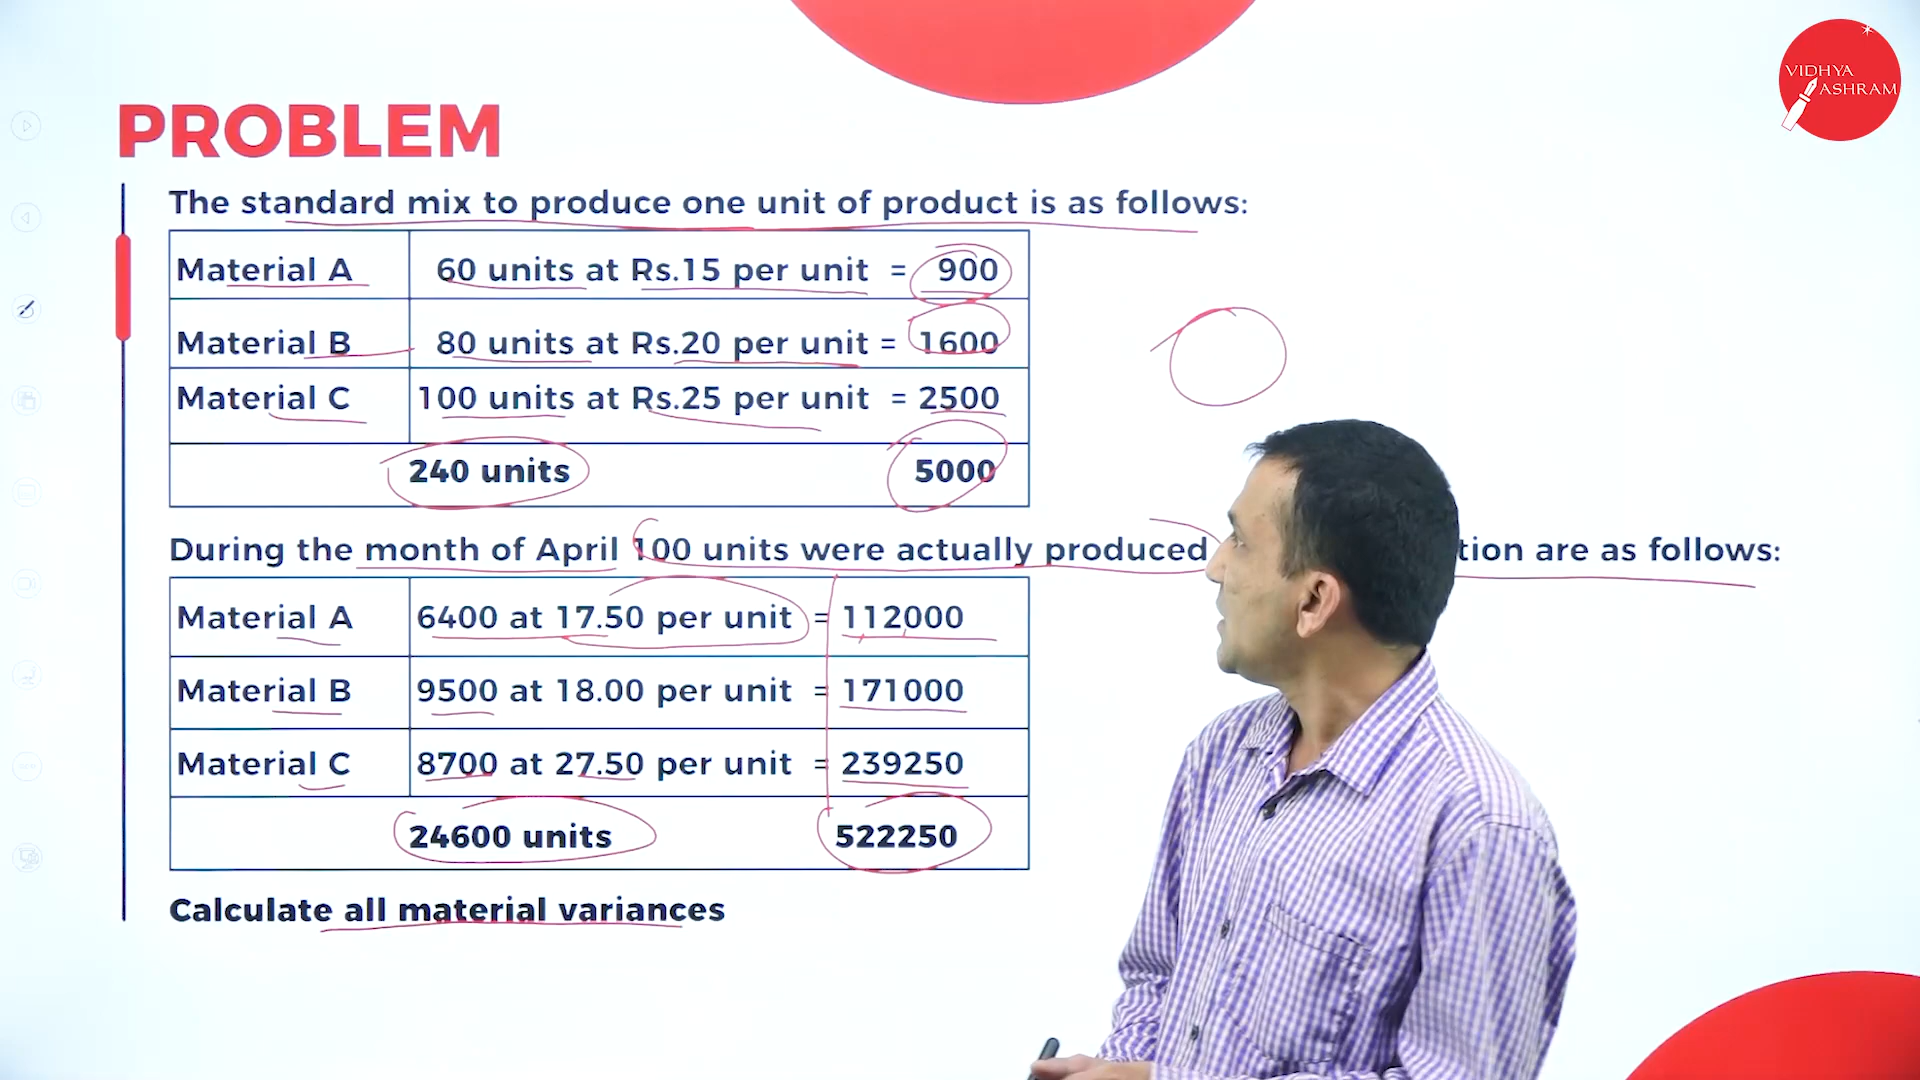 VIDHYA
ASHRAM
PROBLEM
The standard mix to produce one unit of product is as follows:
Material A 60 units at Rs.15 per unit = 900
Material B 80 units at Rs.20 per unit = 1600
Material C 100 units at Rs.25 per unit = 2500
240 units 5000
During the month of April 100 units were actually produced tion are as follows:
Material A 6400 at 17.50 per unit = 112000
Material B 9500 at 18.00 per unit = 171000
Material C 8700 at 27.50 per unit = 239250
24600 units 522250
Calculate all material variances